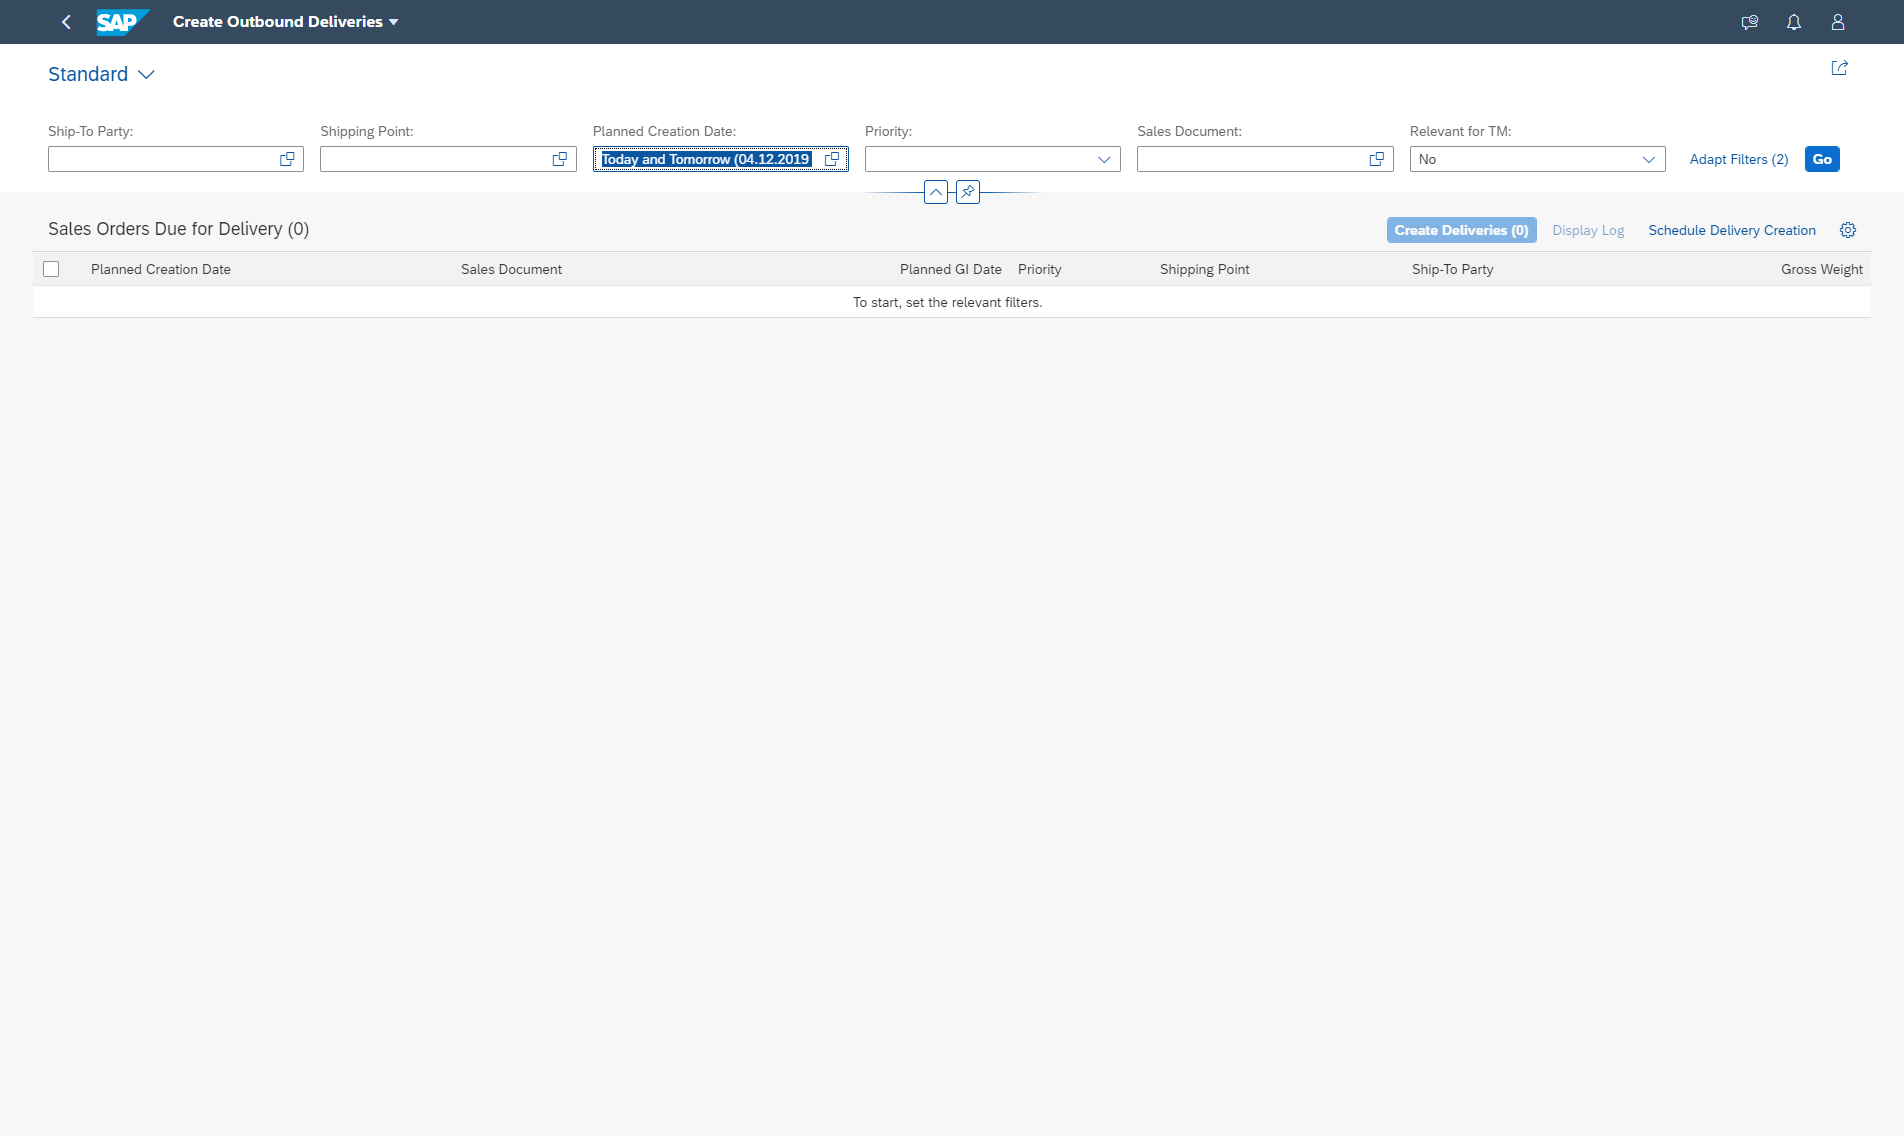 SAP Create Outbound Deliveries
Standard
Ship-To Party: Shipping Point: Planned Creation Date: Priority: Sales Document: Relevant for TM:
Today and Tomorrow (04.12.2019 No Adapt Filters (2) Go
Sales Orders Due for Delivery (0) Create Deliveries (0) Display Log Schedule Delivery Creation
Planned Creation Date Sales Document Planned GI Date Priority Shipping Point Ship-To Party Gross Weight
To start, set the relevant filters.